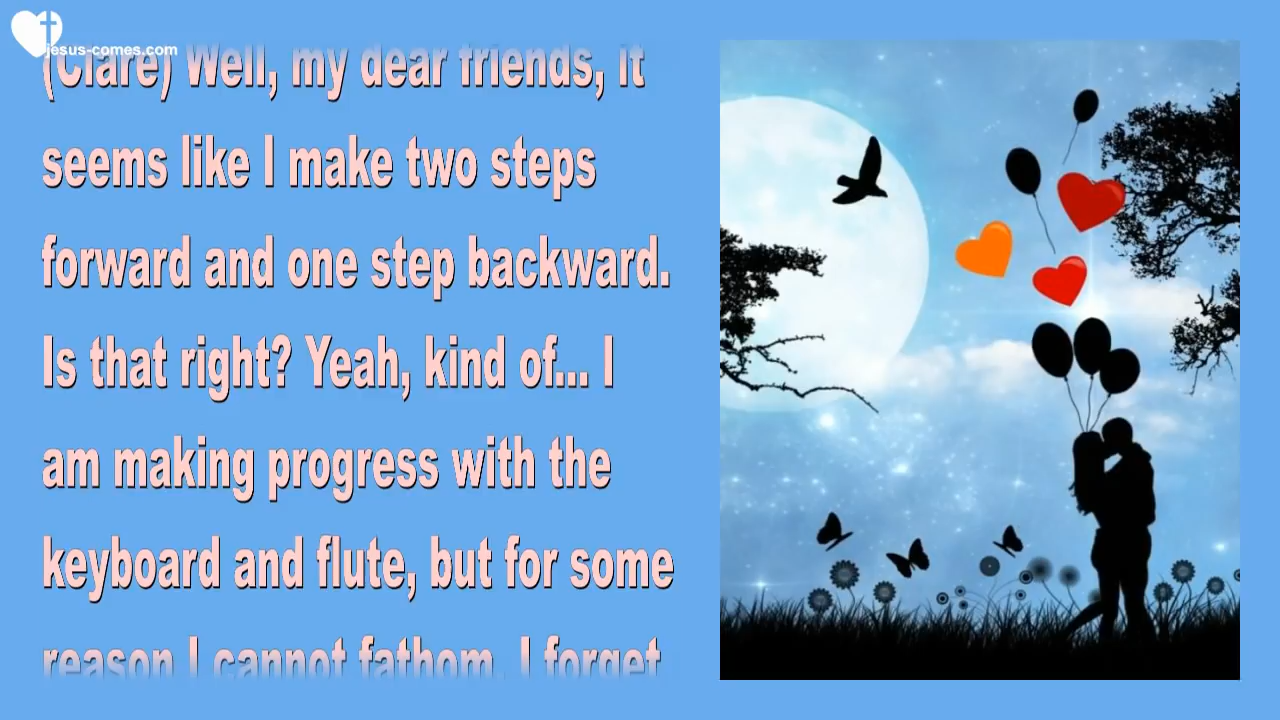 jesus-comes.com
(Clare) Well, my dear friends, it
seems like I make two steps
forward and one step backward.
Is that right? Yeah, kind of... I
am making progress with the
keyboard and flute, but for some
reason I cannot fathom, I forget